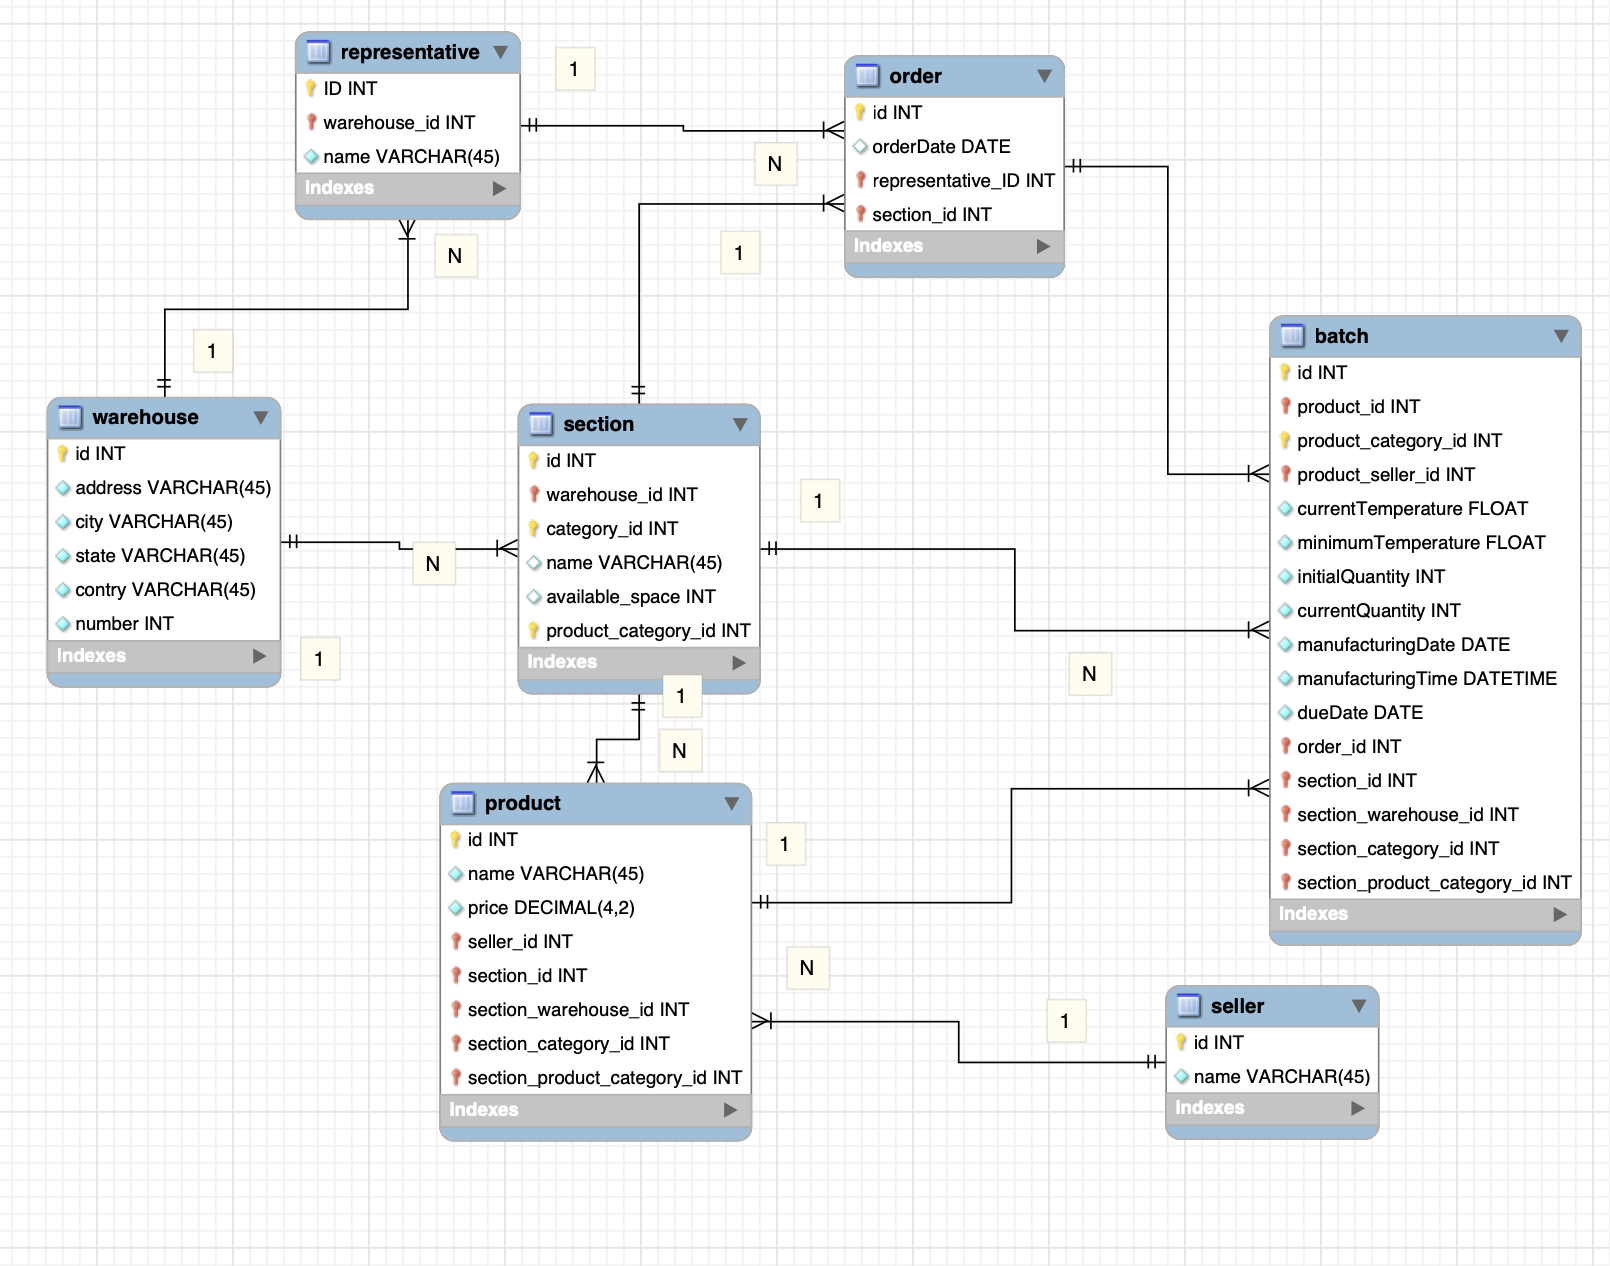 representative
ID INT
warehouse_id INT
name VARCHAR(45)
Indexes
1
N
order
id INT
orderDate DATE
representative_ID INT
section_id INT
Indexes
N
1
1
warehouse
id INT
address VARCHAR(45)
city VARCHAR(45)
state VARCHAR(45)
contry VARCHAR(45)
number INT
Indexes
N
1
section
id INT
warehouse_id INT
category_id INT
name VARCHAR(45)
available_space INT
product_category_id INT
Indexes
1
N
1
N
batch
id INT
product_id INT
product_category_id INT
product_seller_id INT
currentTemperature FLOAT
minimumTemperature FLOAT
initialQuantity INT
currentQuantity INT
manufacturingDate DATE
manufacturingTime DATETIME
dueDate DATE
order_id INT
section_id INT
section_warehouse_id INT
section_category_id INT
section_product_category_id INT
Indexes
product
id INT
name VARCHAR(45)
price DECIMAL(4,2)
seller_id INT
section_id INT
section_warehouse_id INT
section_category_id INT
section_product_category_id INT
Indexes
1
N
1
seller
id INT
name VARCHAR(45)
Indexes